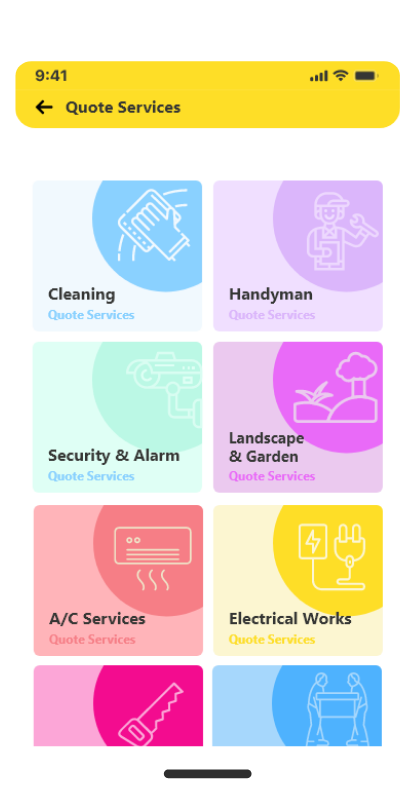 9:41
Quote Services
Cleaning
Quote Services
Handyman
Quote Services
Security & Alarm
Quote Services
Landscape
& Garden
Quote Services
A/C Services
Quote Services
Electrical Works
Quote Services